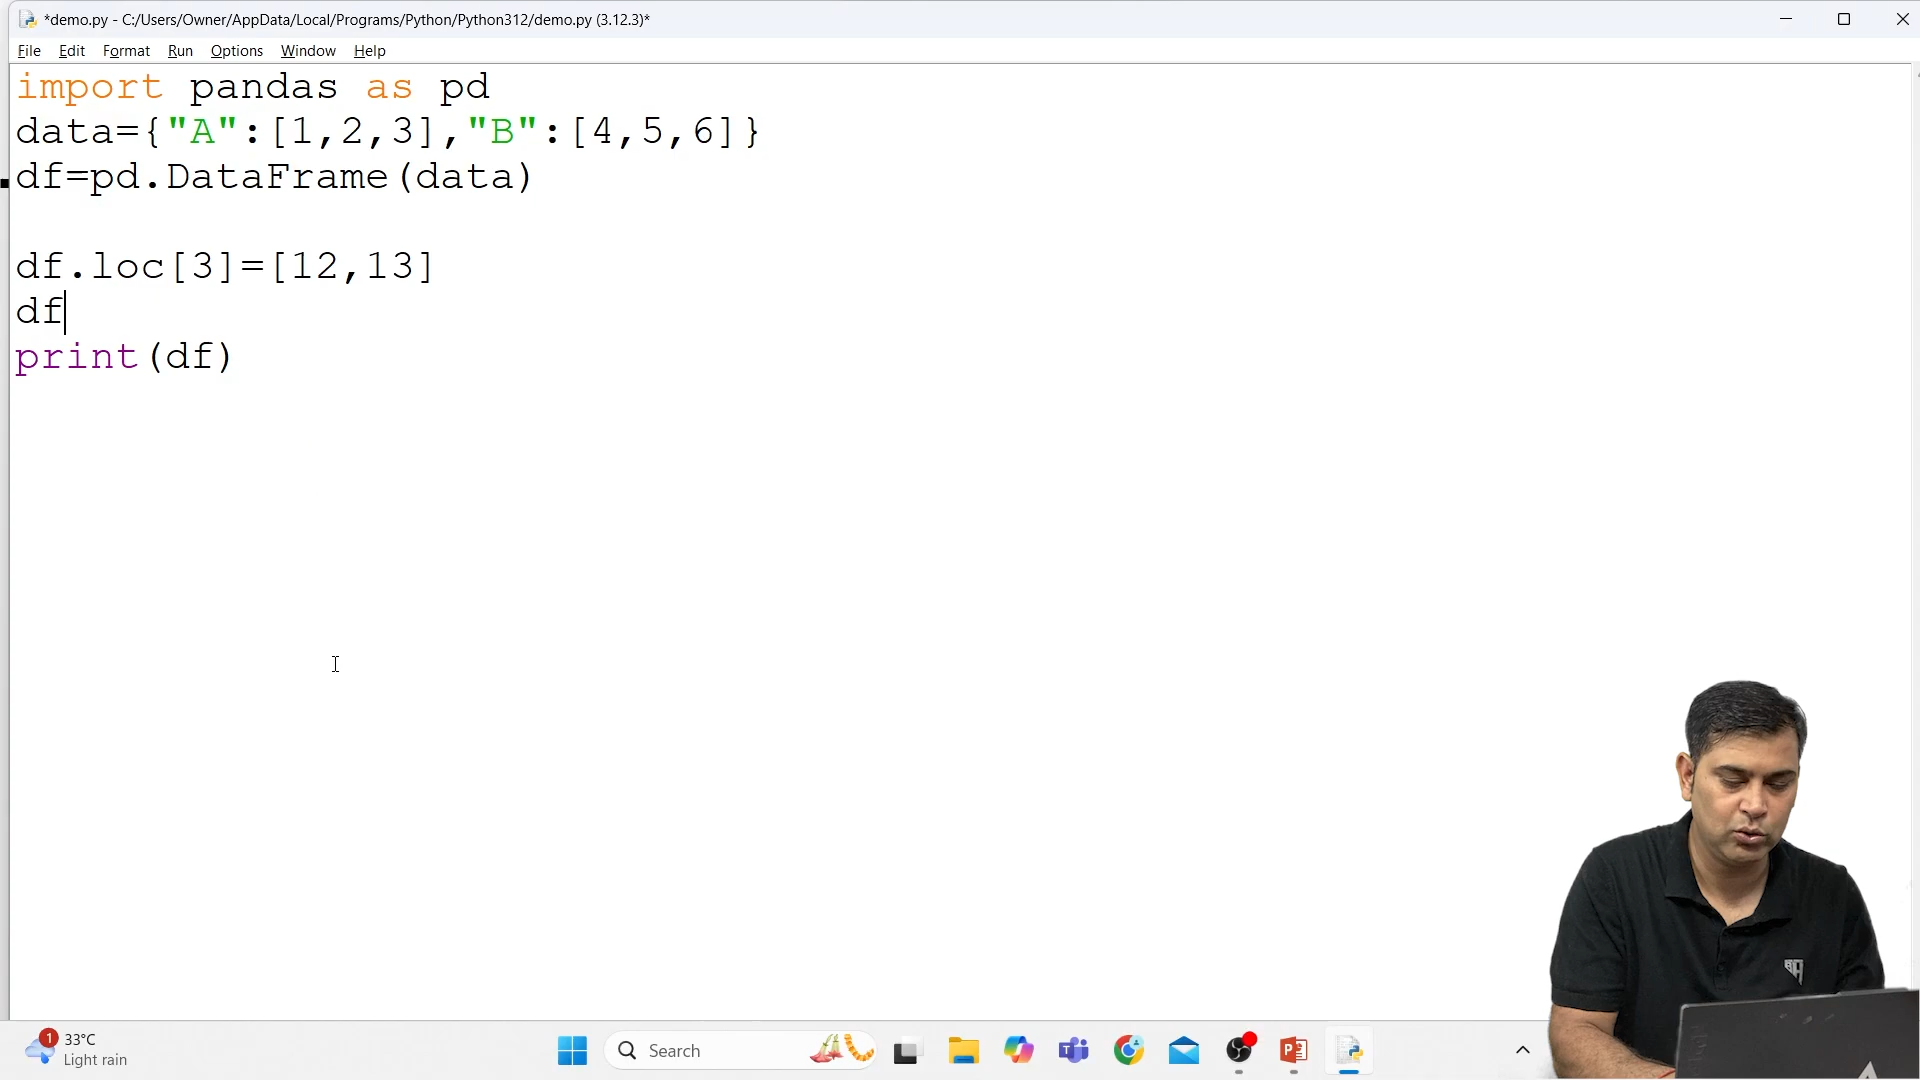 *demo.py - C:/Users/Owner/AppData/Local/Programs/Python/Python312/demo.py (3.12.3)*
File Edit Format Run Options Window Help
import pandas as pd
data={"A":[1,2,3],"B":[4,5,6]}
df=pd.DataFrame(data)
df.loc[3]=[12,13]
df
print(df)
1
33°C
Light rain
Search